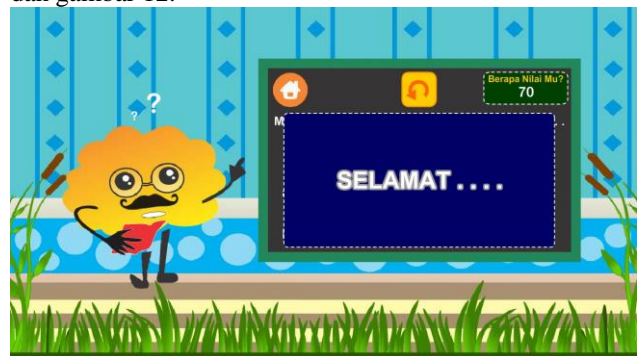 dan gambar 12.
Berapa Nilai Mu?
70
M
. .
SELAMAT . . . .
? ?